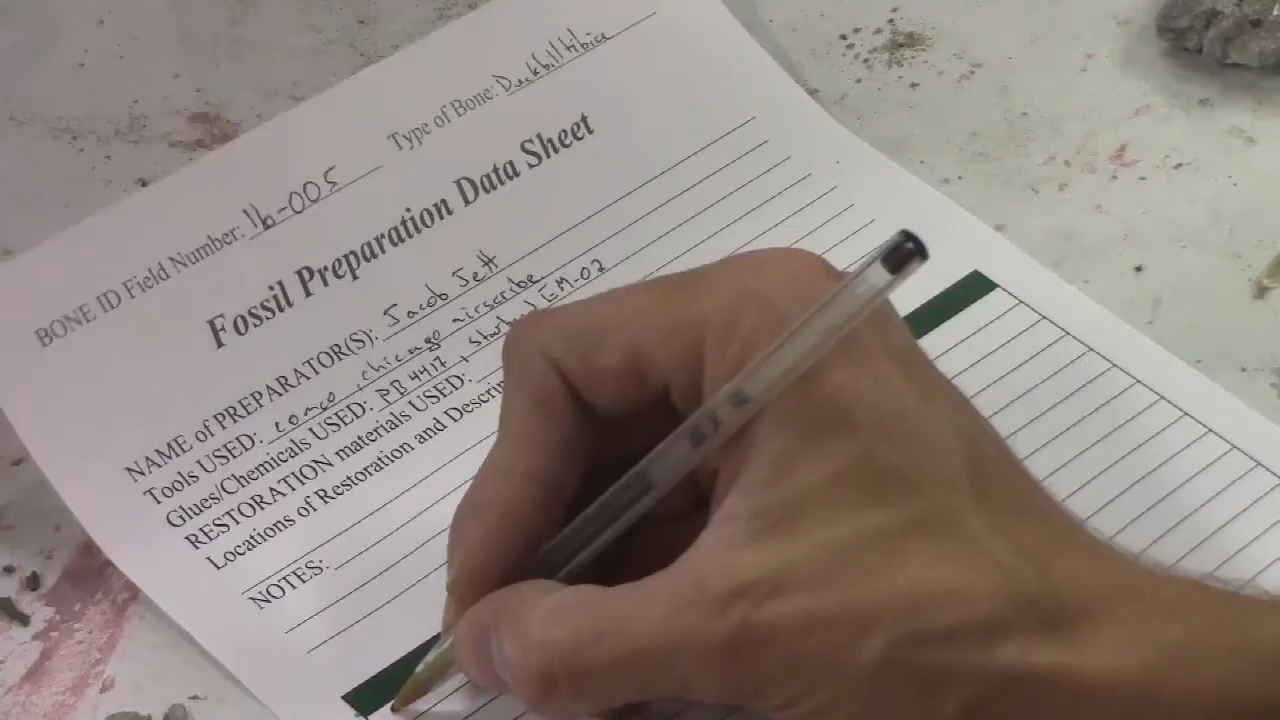 BONE ID Field Number: 16-005 Type of Bone: Duckbill tibia
Fossil Preparation Data Sheet
NAME of PREPARATOR(S): Jacob Jett
Tools USED: comco, chicago airscribe
Glues/Chemicals USED: PB 4417, Starbond EM-02
RESTORATION materials USED:
Locations of Restoration and
NOTES: